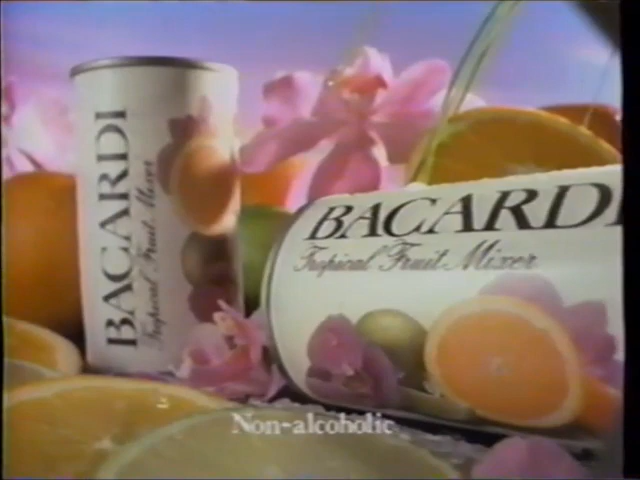 BACARDI
Tropical Fruit Mixer
BACARDI
Tropical Fruit Mixer
Non-alcoholic